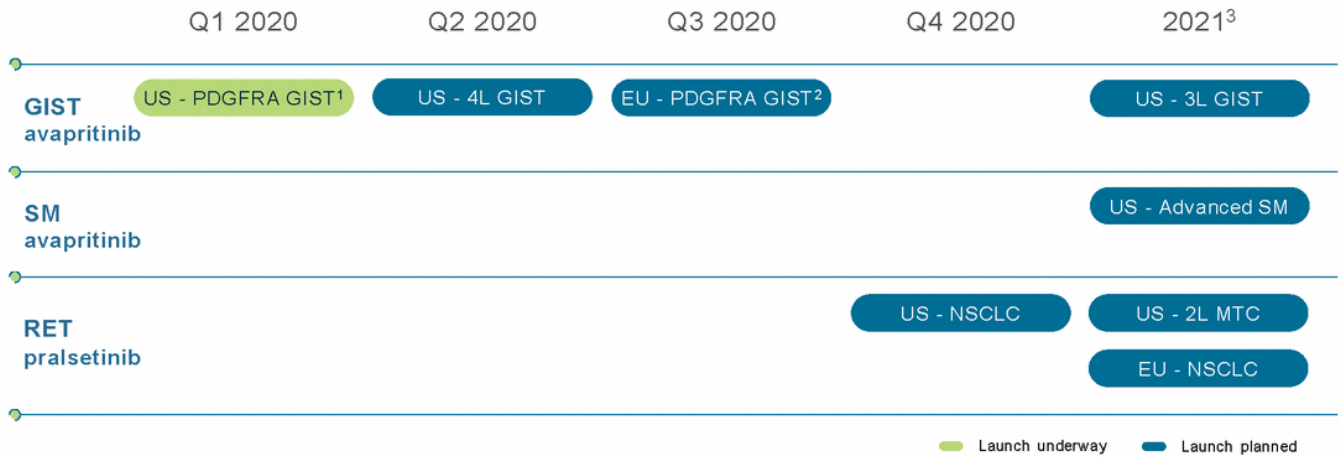 Q1 2020 Q2 2020 Q3 2020 Q4 2020 2021³
GIST
avapritinib
US - PDGFRA GIST¹ US - 4L GIST EU - PDGFRA GIST² US - 3L GIST
SM
avapritinib
US - Advanced SM
RET
pralsetinib
US - NSCLC US - 2L MTC
EU - NSCLC
Launch underway Launch planned